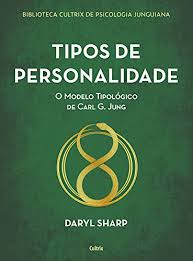 BIBLIOTECA CULTRIX DE PSICOLOGIA JUNGUIANA
TIPOS DE
PERSONALIDADE
O MODELO TIPOLÓGICO
DE CARL G. JUNG
DARYL SHARP
Cultrix